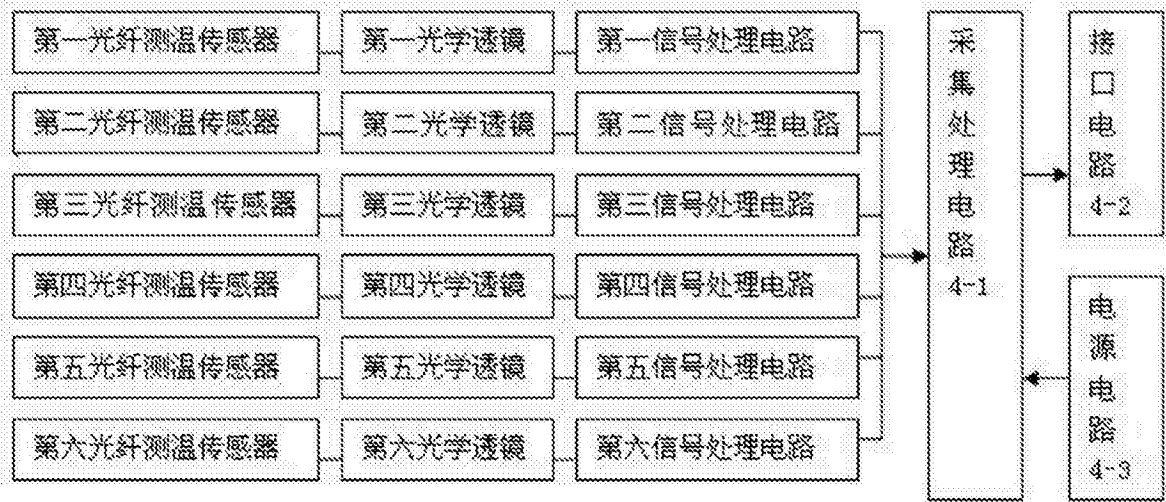 第一光纤测温传感器
第一光学透镜
第一信号处理电路
第二光纤测温传感器
第二光学透镜
第二信号处理电路
第三光纤测温传感器
第三光学透镜
第三信号处理电路
第四光纤测温传感器
第四光学透镜
第四信号处理电路
第五光纤测温传感器
第五光学透镜
第五信号处理电路
第六光纤测温传感器
第六光学透镜
第六信号处理电路
采集处理电路4-1
接口电路4-2
电源电路4-3